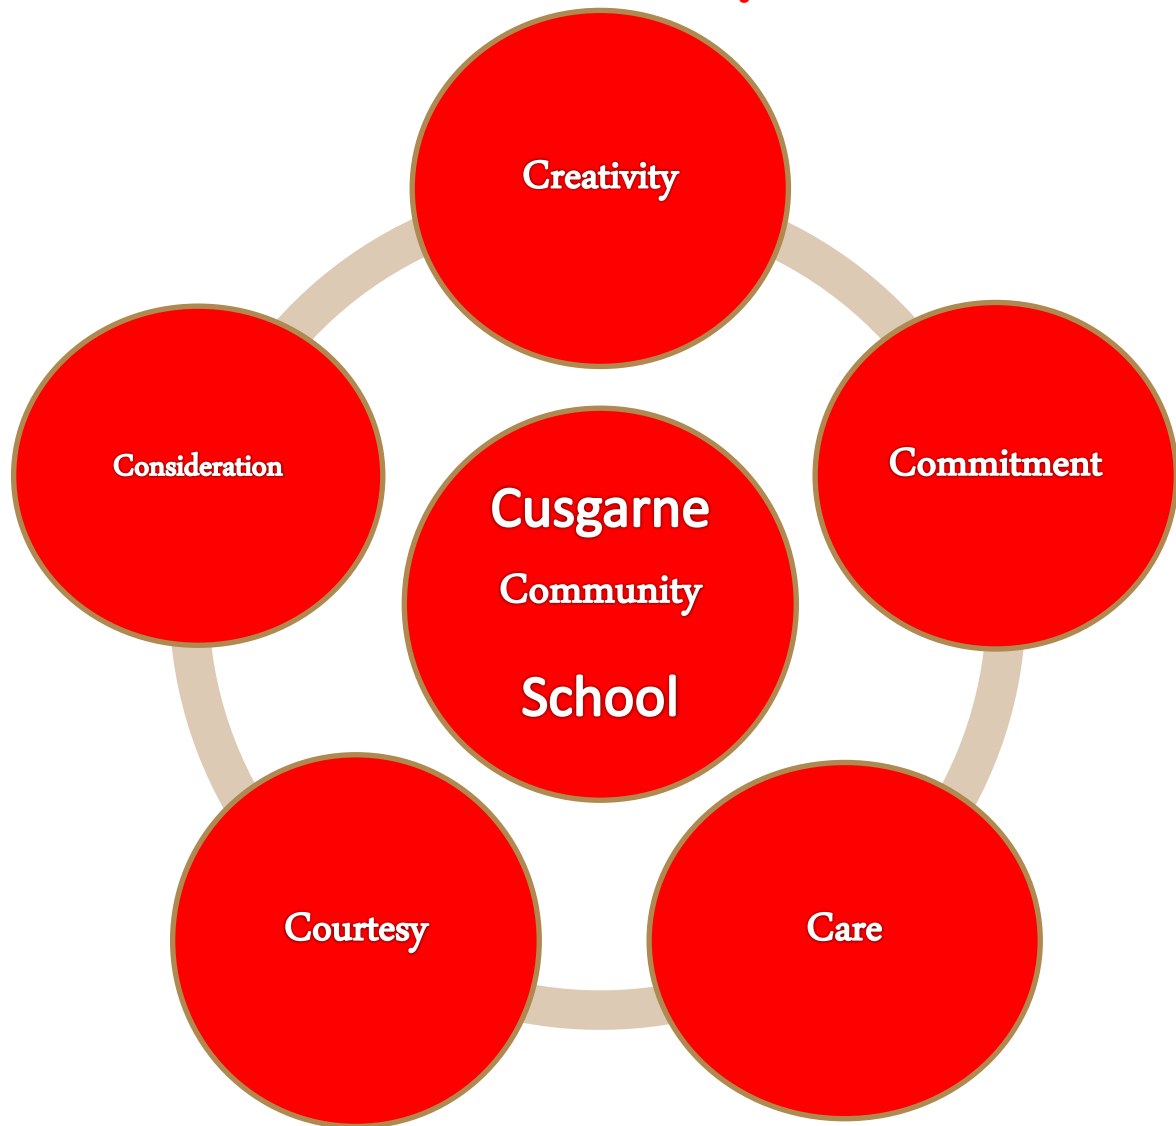 Creativity
Consideration
Commitment
Cusgarne
Community
School
Courtesy
Care